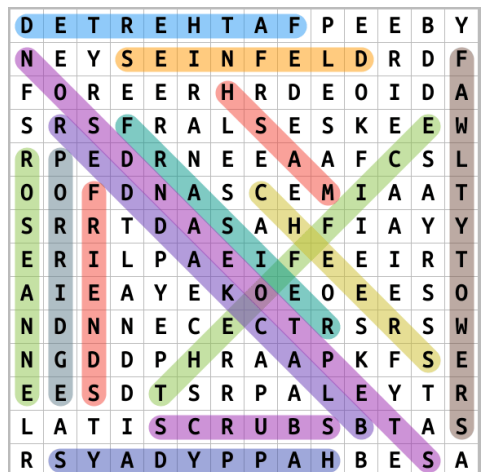 D E T R E H T A F P E E B Y
N E Y S E I N F E L D R D F
F O R E E R H R D E O I D A
S R S F R A L S E S K E E W
R P E D R N E E A A F C S L
O O F D N A S C E M I A A T
S R R T D A S A H F I A Y Y
E R I L P A E I F E E I R T
A I E A Y E K O E O E E S O
N D N N E C E C T R S R S W
N G D D P H R A A P K F S E
E E S D T S R P A L E Y T R
L A T I S C R U B S B T A S
R S Y A D Y P P A H B E S A